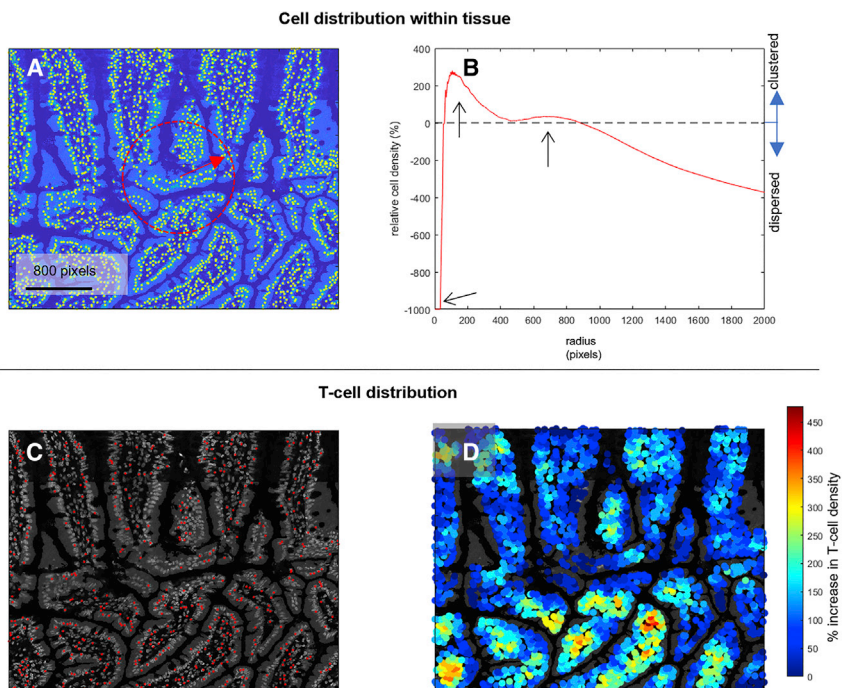 Cell distribution within tissue
A
800 pixels
B
relative cell density (%)
400
200
0
-200
-400
-600
-800
-1000
0 200 400 600 800 1000 1200 1400 1600 1800 2000
radius
(pixels)
clustered
dispersed
T-cell distribution
C
D
450
400
350
300
250
200
150
100
50
0
% increase in T-cell density